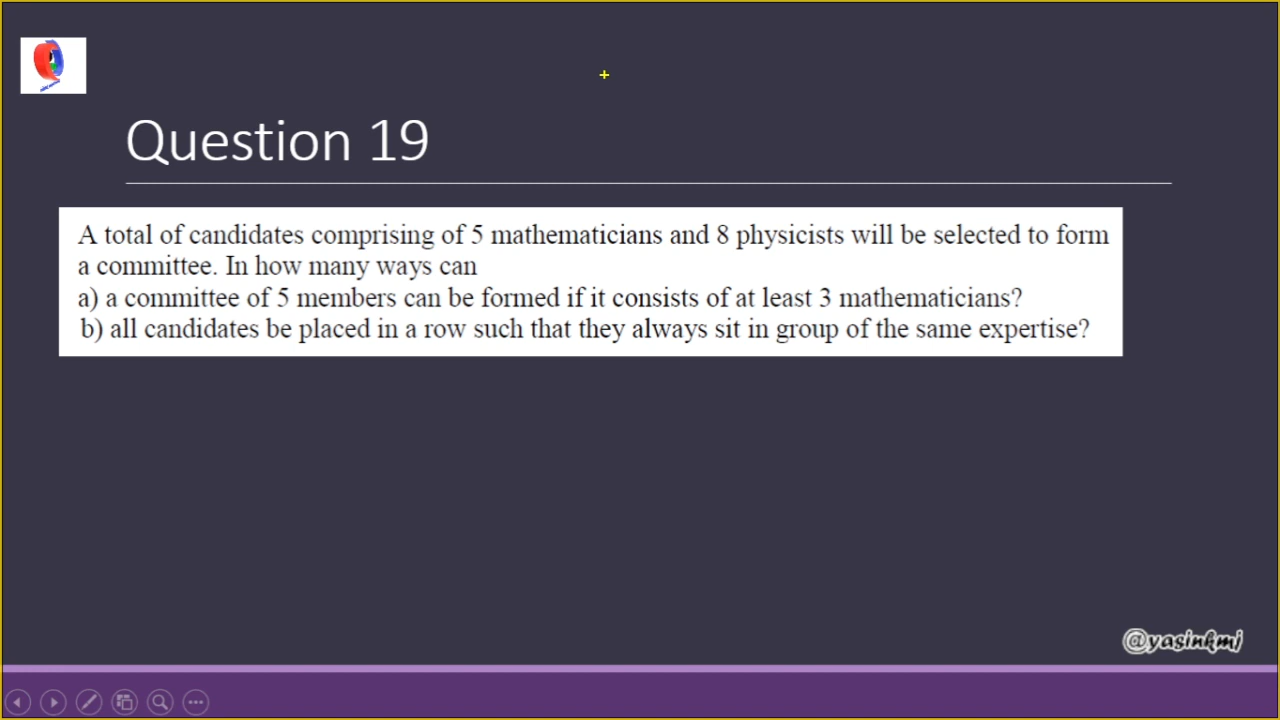 Question 19
A total of candidates comprising of 5 mathematicians and 8 physicists will be selected to form
a committee. In how many ways can
a) a committee of 5 members can be formed if it consists of at least 3 mathematicians?
b) all candidates be placed in a row such that they always sit in group of the same expertise?
@yasinkmj